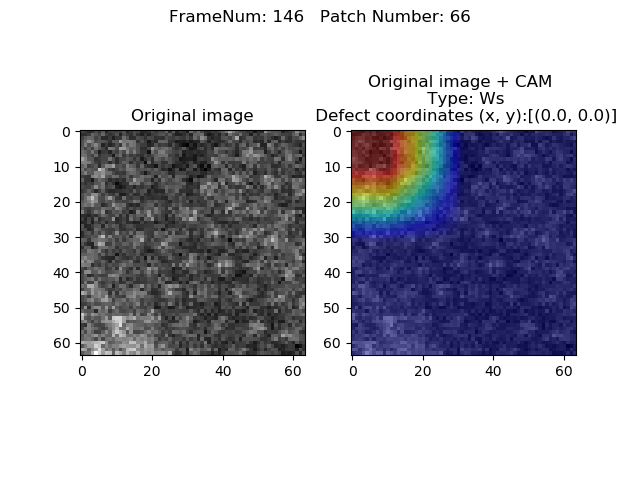 FrameNum: 146   Patch Number: 66
Original image
Original image + CAM
Type: Ws
Defect coordinates (x, y):[(0.0, 0.0)]
0
10
20
30
40
50
60
0 20 40 60
0
10
20
30
40
50
60
0 20 40 60